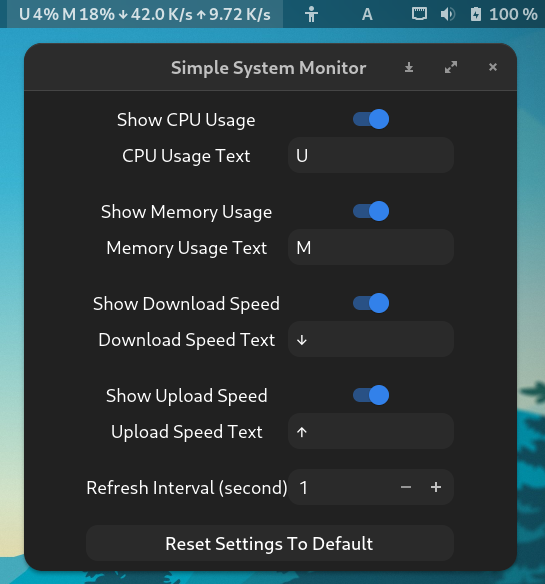 U 4% M 18% ↓ 42.0 K/s ↑ 9.72 K/s A 100 %
Simple System Monitor
Show CPU Usage
CPU Usage Text U
Show Memory Usage
Memory Usage Text M
Show Download Speed
Download Speed Text ↓
Show Upload Speed
Upload Speed Text ↑
Refresh Interval (second) 1 − +
Reset Settings To Default